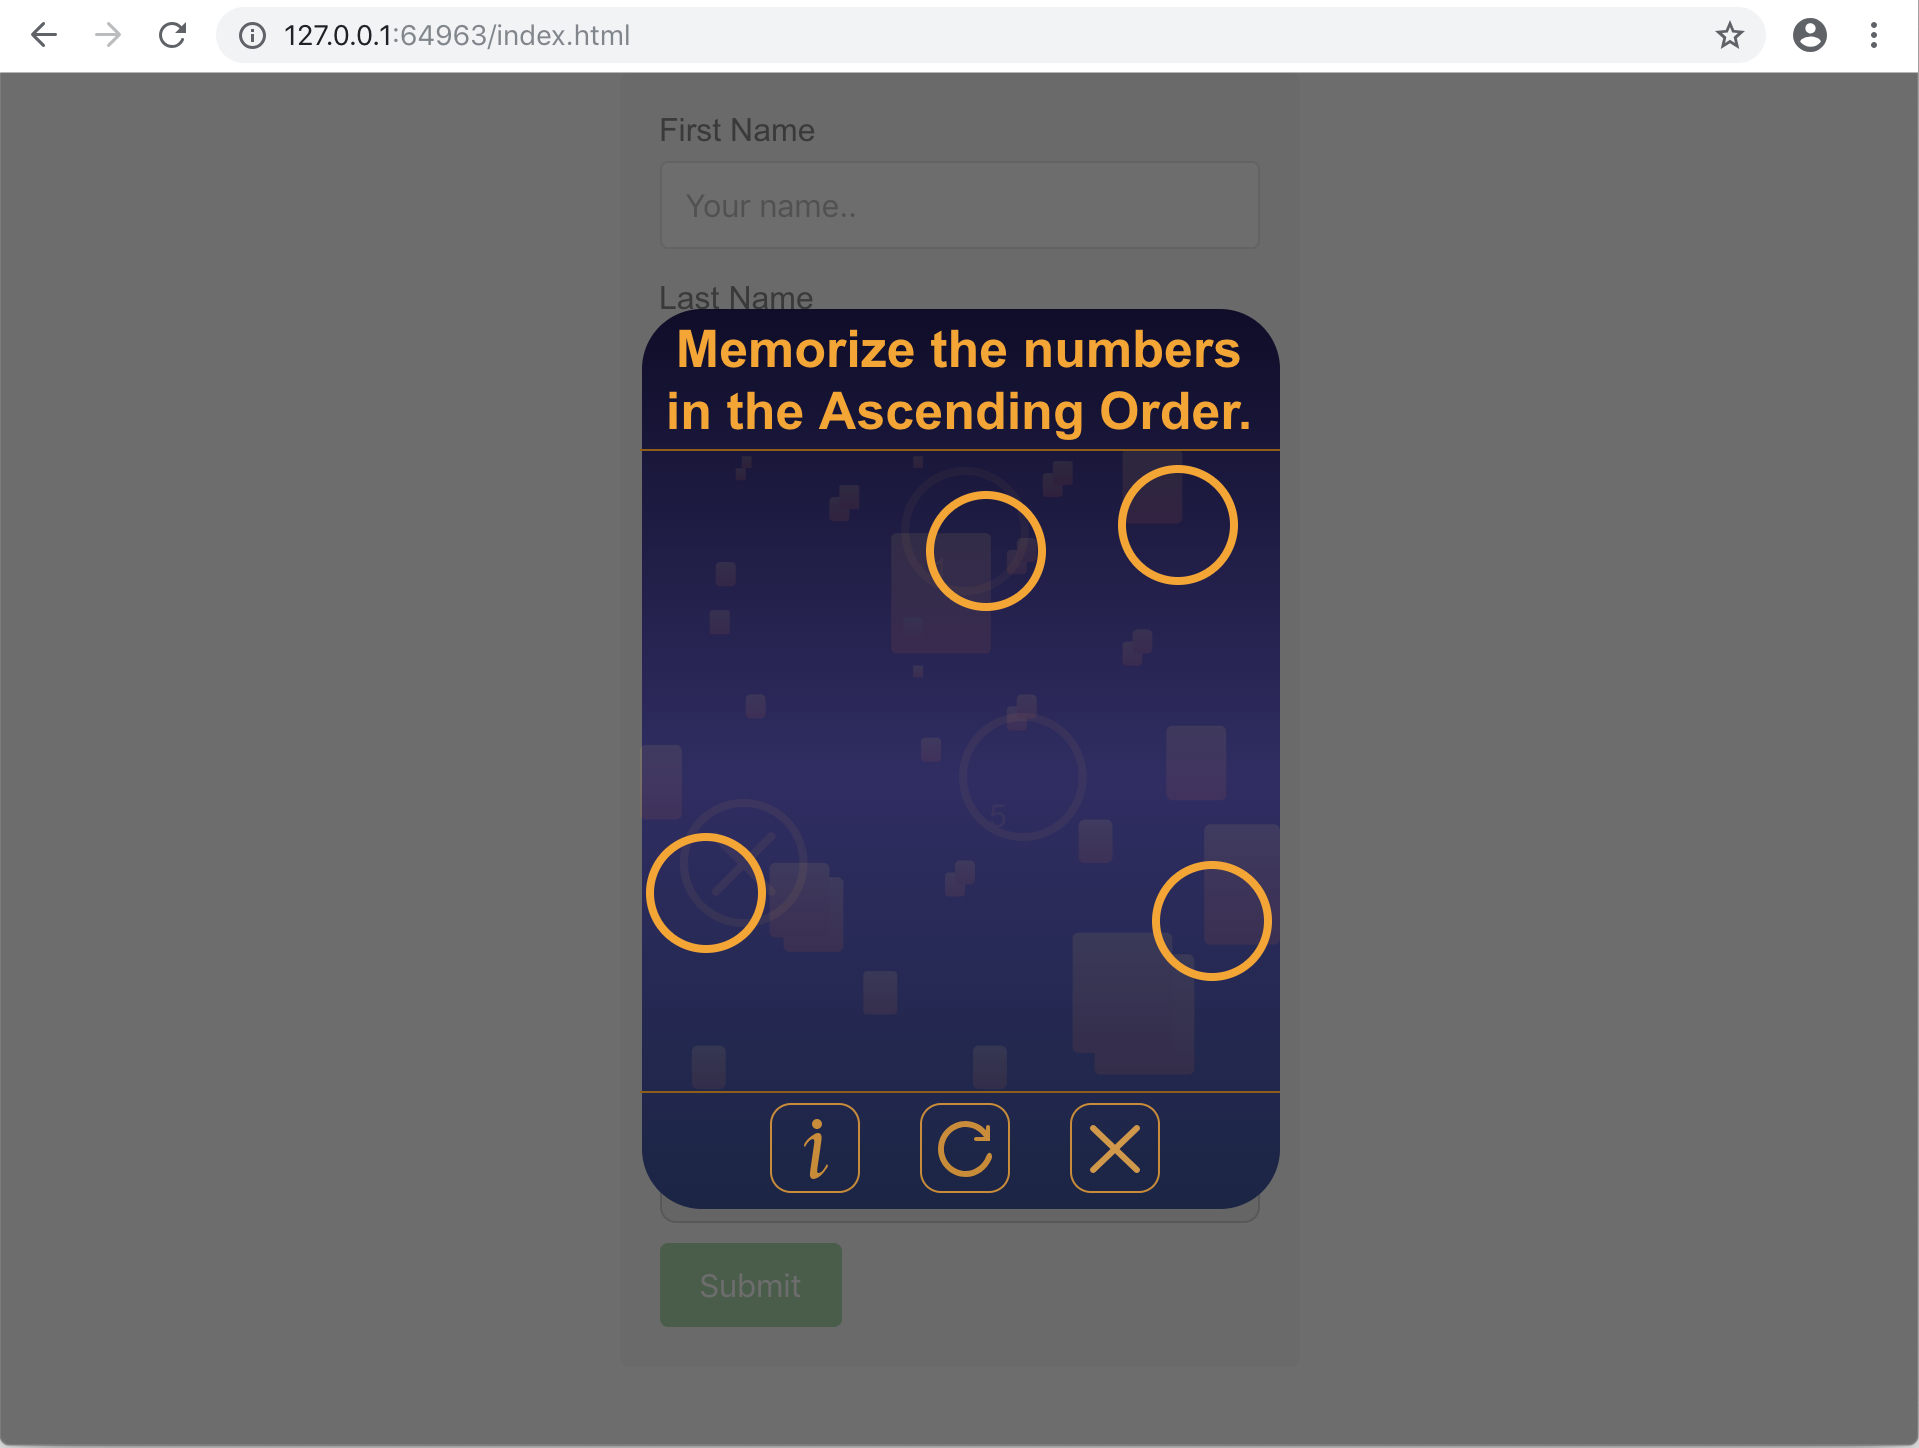 127.0.0.1:64963/index.html
First Name
Your name..
Last Name
Memorize the numbers
in the Ascending Order.
5
i
Submit